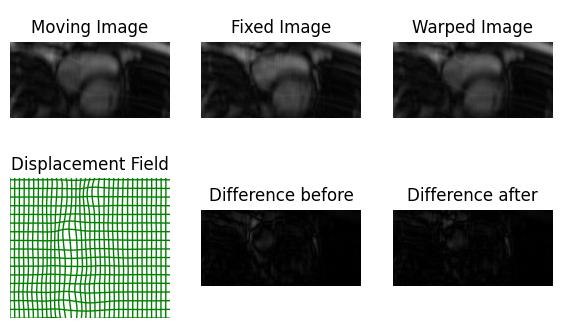 Moving Image
Fixed Image
Warped Image
Displacement Field
Difference before
Difference after